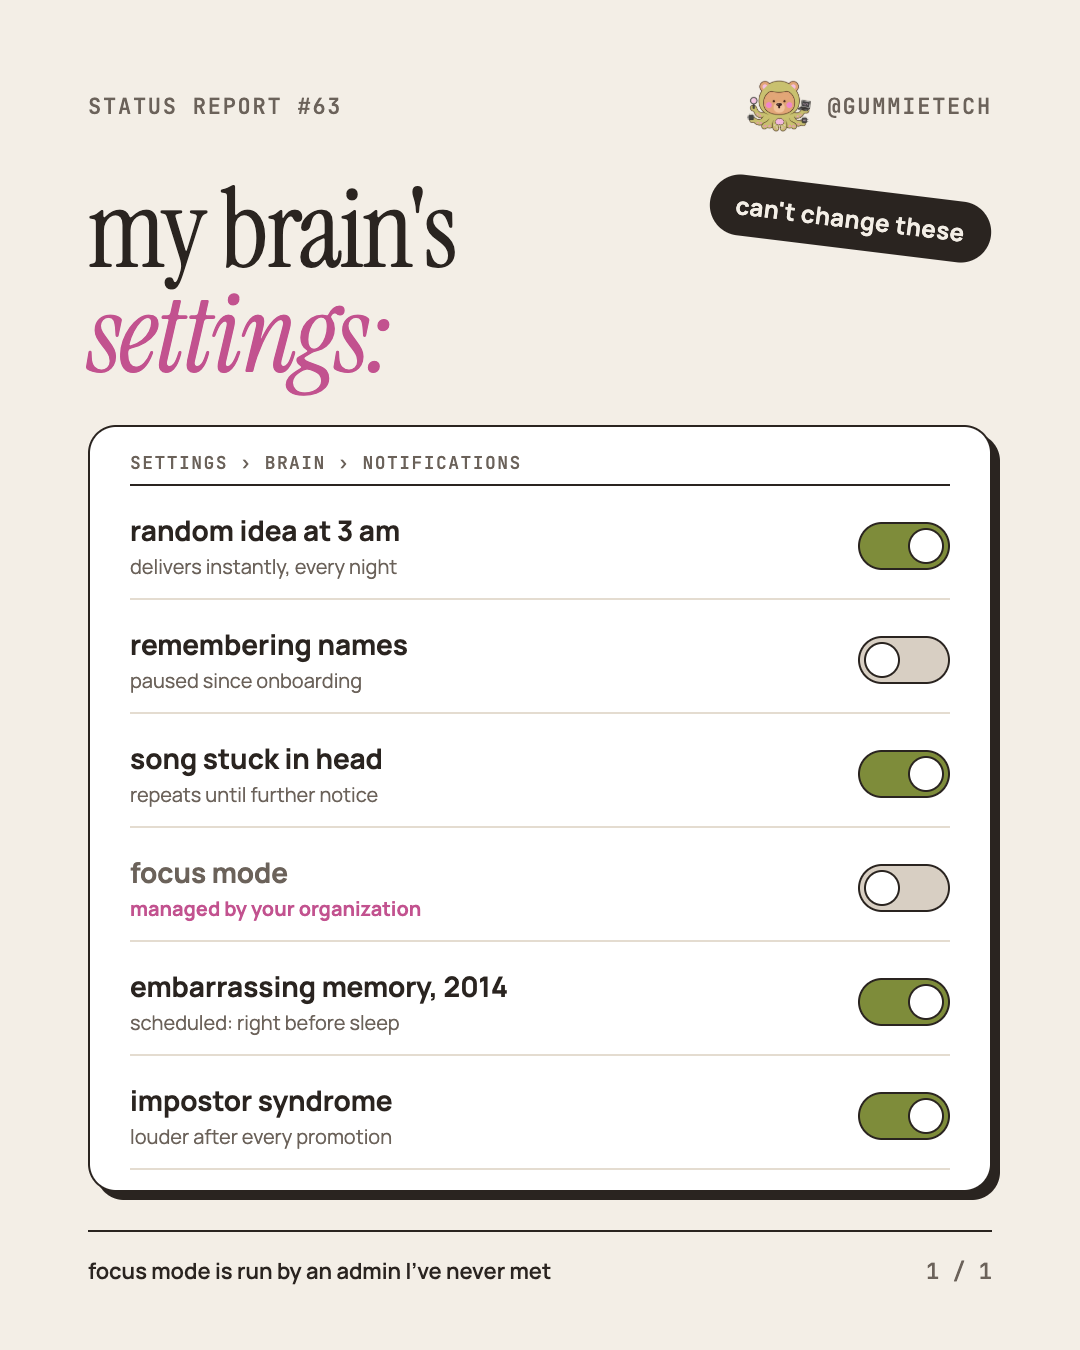 STATUS REPORT #63
@GUMMIETECH
my brain's
settings:
can't change these
SETTINGS › BRAIN › NOTIFICATIONS
random idea at 3 am
delivers instantly, every night
remembering names
paused since onboarding
song stuck in head
repeats until further notice
focus mode
managed by your organization
embarrassing memory, 2014
scheduled: right before sleep
impostor syndrome
louder after every promotion
focus mode is run by an admin I’ve never met
1 / 1